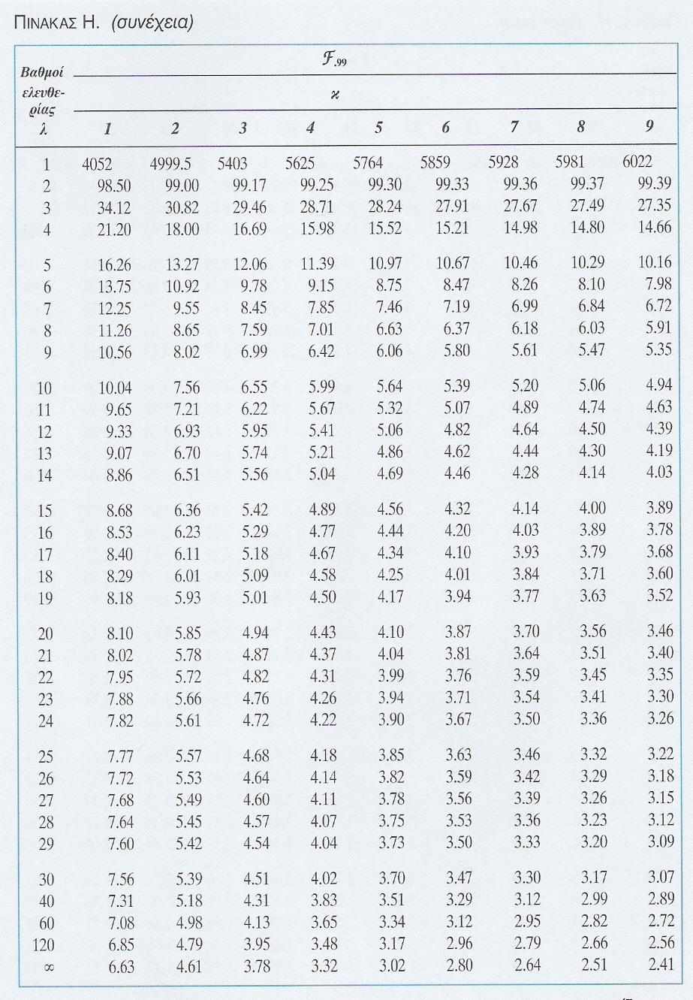 ΠΙΝΑΚΑΣ Η. (συνέχεια)
Βαθμοί
ελευθε-
ρίας
λ
F.99
κ
1 2 3 4 5 6 7 8 9
1 4052 4999.5 5403 5625 5764 5859 5928 5981 6022
2 98.50 99.00 99.17 99.25 99.30 99.33 99.36 99.37 99.39
3 34.12 30.82 29.46 28.71 28.24 27.91 27.67 27.49 27.35
4 21.20 18.00 16.69 15.98 15.52 15.21 14.98 14.80 14.66
5 16.26 13.27 12.06 11.39 10.97 10.67 10.46 10.29 10.16
6 13.75 10.92 9.78 9.15 8.75 8.47 8.26 8.10 7.98
7 12.25 9.55 8.45 7.85 7.46 7.19 6.99 6.84 6.72
8 11.26 8.65 7.59 7.01 6.63 6.37 6.18 6.03 5.91
9 10.56 8.02 6.99 6.42 6.06 5.80 5.61 5.47 5.35
10 10.04 7.56 6.55 5.99 5.64 5.39 5.20 5.06 4.94
11 9.65 7.21 6.22 5.67 5.32 5.07 4.89 4.74 4.63
12 9.33 6.93 5.95 5.41 5.06 4.82 4.64 4.50 4.39
13 9.07 6.70 5.74 5.21 4.86 4.62 4.44 4.30 4.19
14 8.86 6.51 5.56 5.04 4.69 4.46 4.28 4.14 4.03
15 8.68 6.36 5.42 4.89 4.56 4.32 4.14 4.00 3.89
16 8.53 6.23 5.29 4.77 4.44 4.20 4.03 3.89 3.78
17 8.40 6.11 5.18 4.67 4.34 4.10 3.93 3.79 3.68
18 8.29 6.01 5.09 4.58 4.25 4.01 3.84 3.71 3.60
19 8.18 5.93 5.01 4.50 4.17 3.94 3.77 3.63 3.52
20 8.10 5.85 4.94 4.43 4.10 3.87 3.70 3.56 3.46
21 8.02 5.78 4.87 4.37 4.04 3.81 3.64 3.51 3.40
22 7.95 5.72 4.82 4.31 3.99 3.76 3.59 3.45 3.35
23 7.88 5.66 4.76 4.26 3.94 3.71 3.54 3.41 3.30
24 7.82 5.61 4.72 4.22 3.90 3.67 3.50 3.36 3.26
25 7.77 5.57 4.68 4.18 3.85 3.63 3.46 3.32 3.22
26 7.72 5.53 4.64 4.14 3.82 3.59 3.42 3.29 3.18
27 7.68 5.49 4.60 4.11 3.78 3.56 3.39 3.26 3.15
28 7.64 5.45 4.57 4.07 3.75 3.53 3.36 3.23 3.12
29 7.60 5.42 4.54 4.04 3.73 3.50 3.33 3.20 3.09
30 7.56 5.39 4.51 4.02 3.70 3.47 3.30 3.17 3.07
40 7.31 5.18 4.31 3.83 3.51 3.29 3.12 2.99 2.89
60 7.08 4.98 4.13 3.65 3.34 3.12 2.95 2.82 2.72
120 6.85 4.79 3.95 3.48 3.17 2.96 2.79 2.66 2.56
∞ 6.63 4.61 3.78 3.32 3.02 2.80 2.64 2.51 2.41